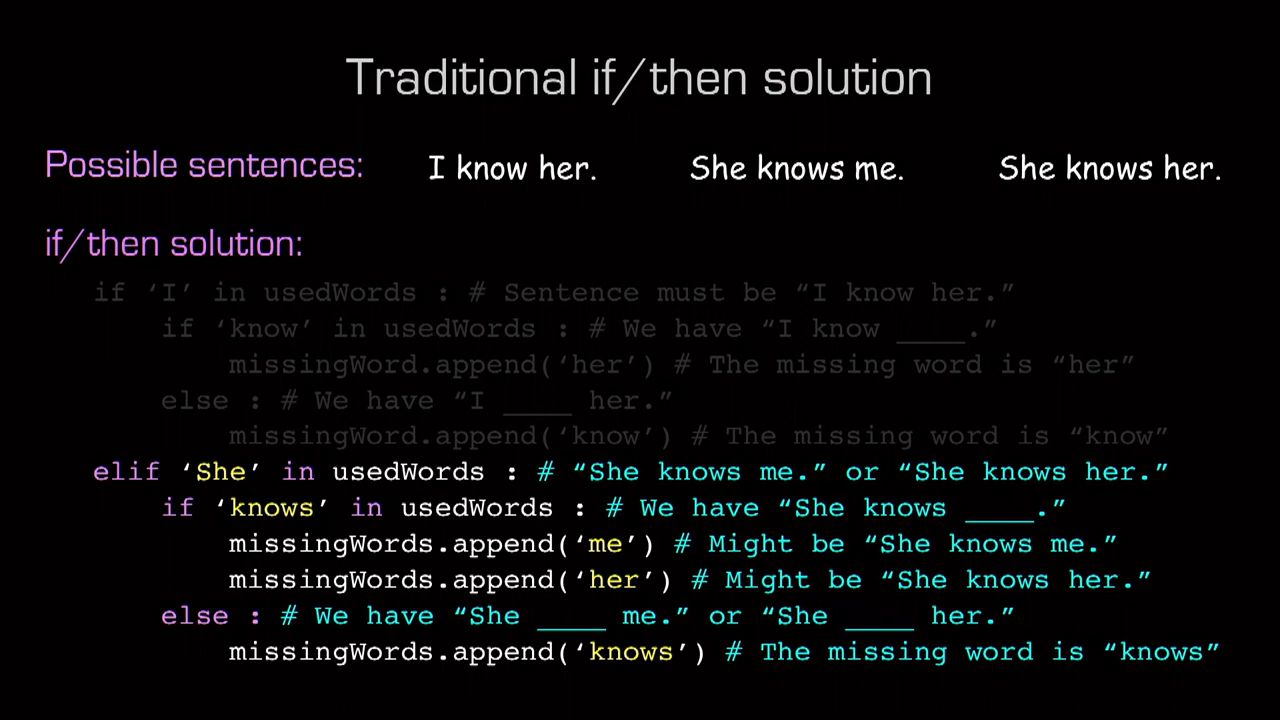 Traditional if/then solution
Possible sentences: I know her. She knows me. She knows her.
if/then solution:
if ‘I’ in usedWords : # Sentence must be “I know her.”
if ‘know’ in usedWords : # We have “I know ____.”
missingWord.append(‘her’) # The missing word is “her”
else : # We have “I ____ her.”
missingWord.append(‘know’) # The missing word is “know”
elif ‘She’ in usedWords : # “She knows me.” or “She knows her.”
if ‘knows’ in usedWords : # We have “She knows ____.”
missingWords.append(‘me’) # Might be “She knows me.”
missingWords.append(‘her’) # Might be “She knows her.”
else : # We have “She ____ me.” or “She ____ her.”
missingWords.append(‘knows’) # The missing word is “knows”